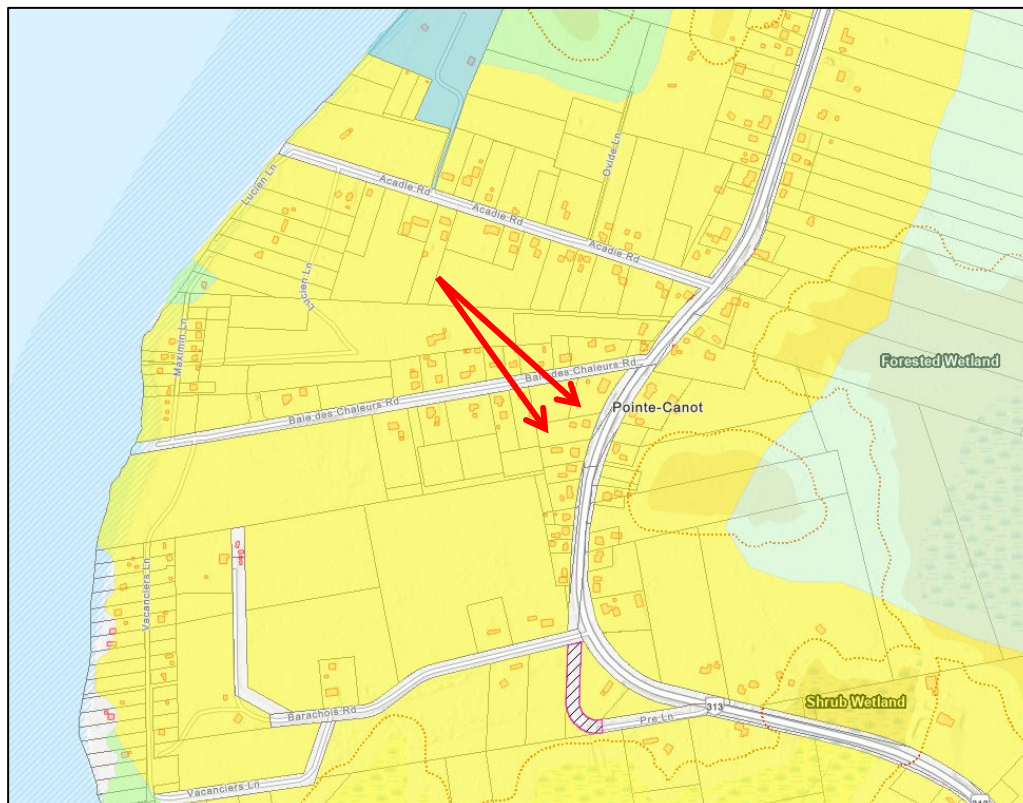 Ovide Ln
Lucien Ln
Acadie Rd
Acadie Rd
Acadie Rd
Lucien Ln
Maximin Ln
Forested Wetland
Baie des Chaleurs Rd
Pointe-Canot
Baie des Chaleurs Rd
Vacanciers Ln
Shrub Wetland
313
Pre Ln
Barachois Rd
Vacanciers Ln
313